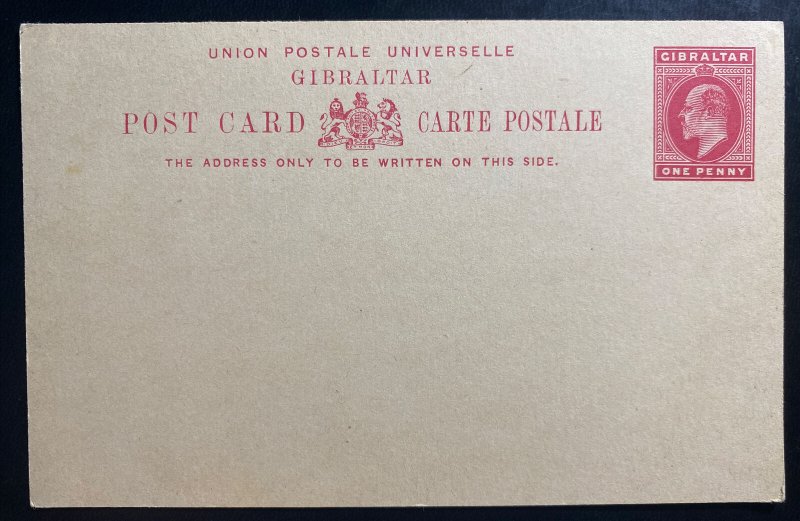 UNION POSTALE UNIVERSELLE
GIBRALTAR
POST CARD CARTE POSTALE
THE ADDRESS ONLY TO BE WRITTEN ON THIS SIDE.
GIBRALTAR
ONE PENNY